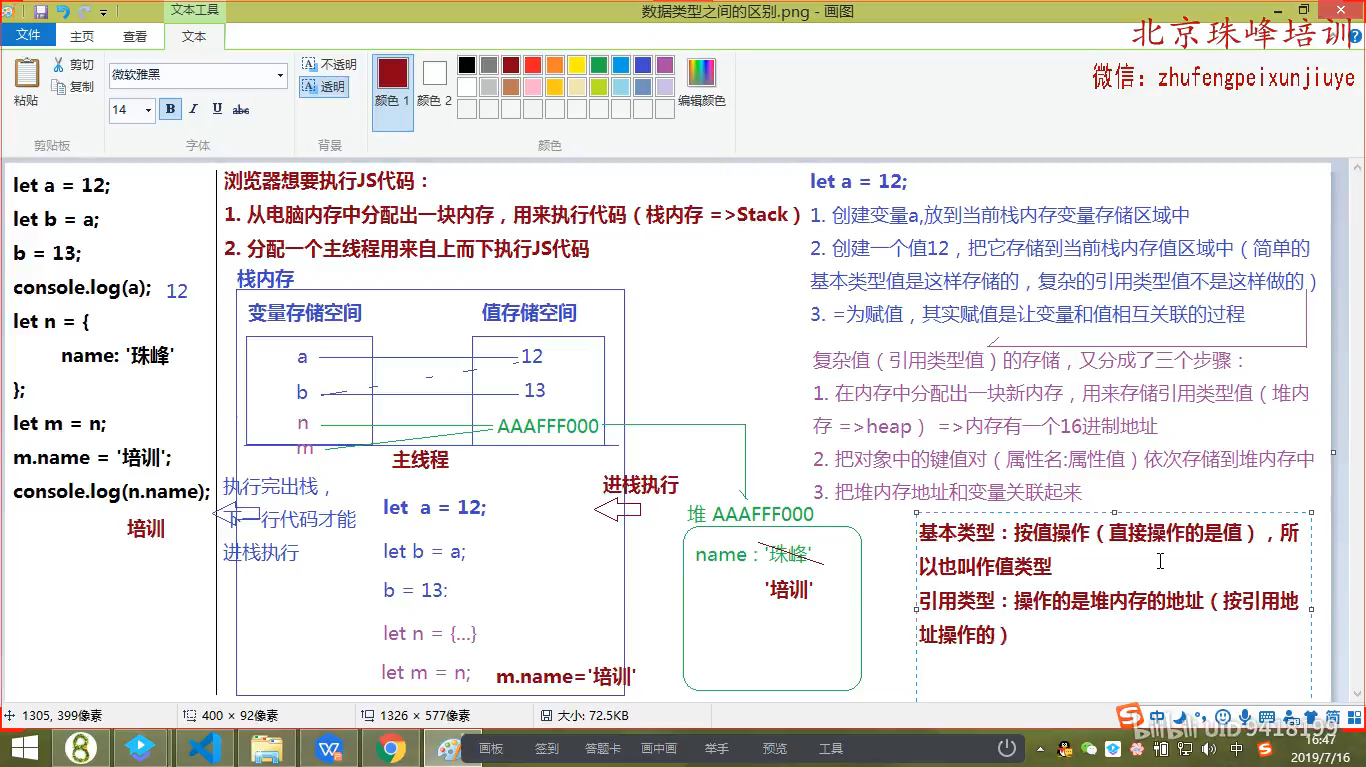 文本工具
数据类型之间的区别.png - 画图
文件
主页
查看
文本
北京珠峰培训
微信：zhufengpeixunjiuye
粘贴
剪切
复制
剪贴板
微软雅黑
14
B I U abc
字体
不透明
透明
背景
颜色 1
颜色 2
编辑颜色
颜色
let a = 12;
let b = a;
b = 13;
console.log(a); 12
let n = {
name: '珠峰'
};
let m = n;
m.name = '培训';
console.log(n.name);
培训
浏览器想要执行JS代码：
1. 从电脑内存中分配出一块内存，用来执行代码（栈内存 =>Stack）
2. 分配一个主线程用来自上而下执行JS代码
栈内存
变量存储空间
值存储空间
a
12
b
13
n
AAAFFF000
m
主线程
执行完出栈，
下一行代码才能
进栈执行
let a = 12;
let b = a;
b = 13:
let n = {...}
let m = n;
m.name='培训'
进栈执行
堆 AAAFFF000
name：'珠峰'
'培训'
let a = 12;
1. 创建变量a,放到当前栈内存变量存储区域中
2. 创建一个值12，把它存储到当前栈内存值区域中（简单的
基本类型值是这样存储的，复杂的引用类型值不是这样做的）
3. =为赋值，其实赋值是让变量和值相互关联的过程
复杂值（引用类型值）的存储，又分成了三个步骤：
1. 在内存中分配出一块新内存，用来存储引用类型值（堆内
存 =>heap） =>内存有一个16进制地址
2. 把对象中的键值对（属性名:属性值）依次存储到堆内存中
3. 把堆内存地址和变量关联起来
基本类型：按值操作（直接操作的是值），所
以也叫作值类型
引用类型：操作的是堆内存的地址（按引用地
址操作的）
1305, 399像素
400 × 92像素
1326 × 577像素
大小: 72.5KB
中
简
bilibili UID 9418199
画板
签到
答题卡
画中画
举手
预览
工具
中
16:47
2019/7/16